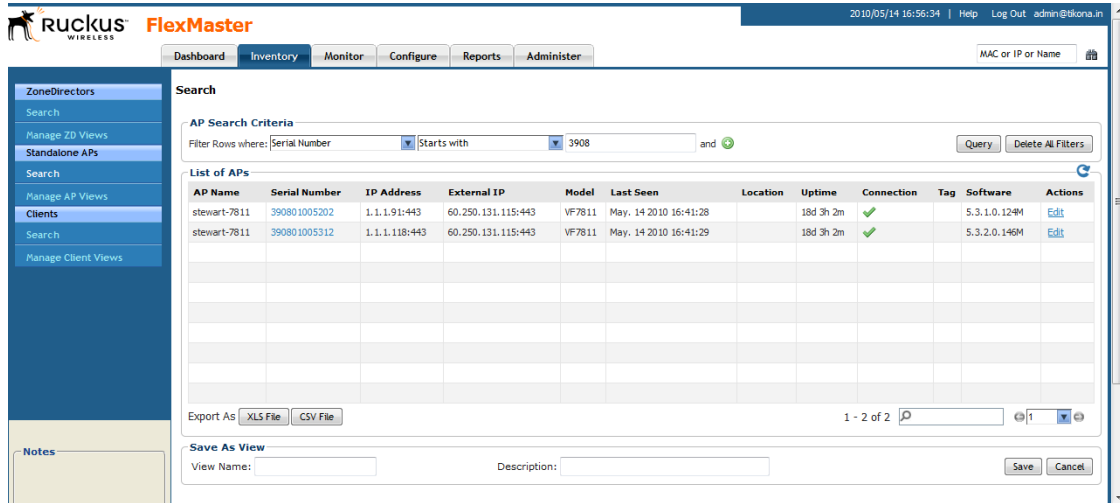 2010/05/14 16:56:34 | Help Log Out admin@tikona.in
Ruckus WIRELESS FlexMaster
Dashboard Inventory Monitor Configure Reports Administer MAC or IP or Name
ZoneDirectors
Search
Manage ZD Views
Standalone APs
Search
Manage AP Views
Clients
Search
Manage Client Views
Notes
Search
AP Search Criteria
Filter Rows where: Serial Number Starts with 3908 and Query Delete All Filters
List of APs
AP Name Serial Number IP Address External IP Model Last Seen Location Uptime Connection Tag Software Actions
stewart-7811 390801005202 1.1.1.91:443 60.250.131.115:443 VF7811 May. 14 2010 16:41:28 18d 3h 2m 5.3.1.0.124M Edit
stewart-7811 390801005312 1.1.1.118:443 60.250.131.115:443 VF7811 May. 14 2010 16:41:29 18d 3h 2m 5.3.2.0.146M Edit
Export As XLS File CSV File 1 - 2 of 2 1
Save As View
View Name: Description: Save Cancel